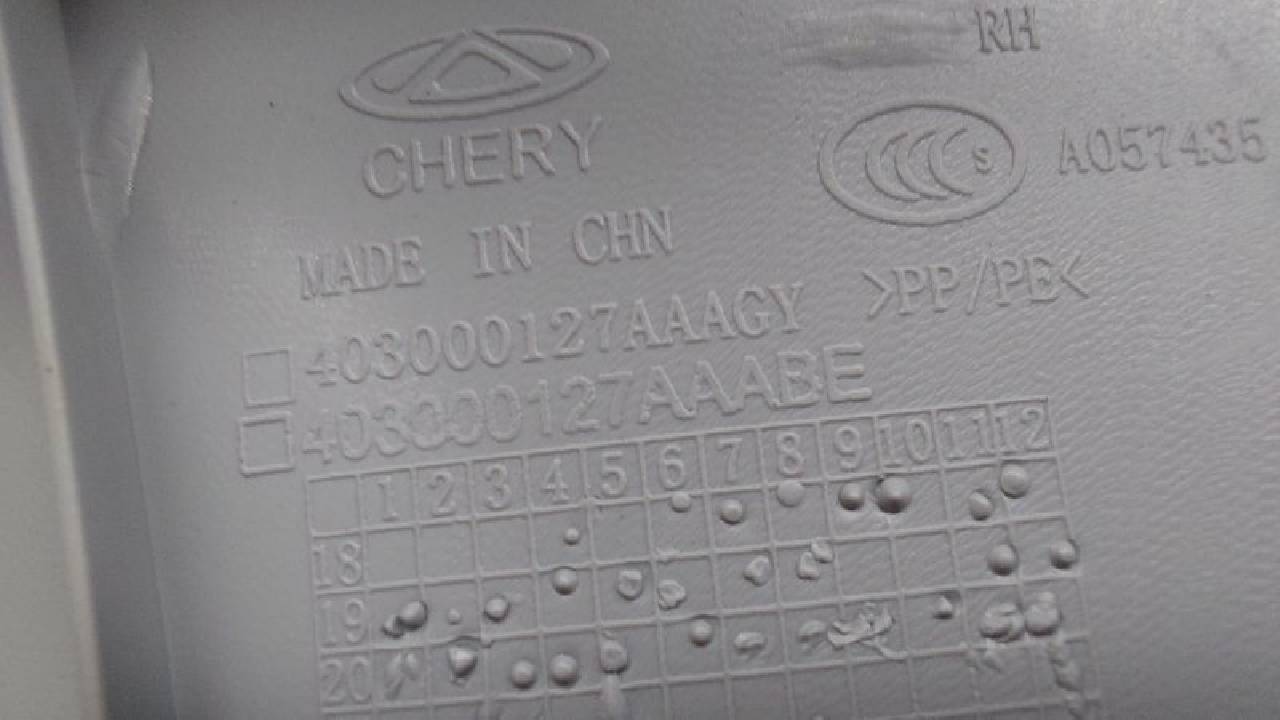 RH
CHERY
S A057435
MADE IN CHN
>PP/PE<
403000127AAAGY
403000127AAABE
1 2 3 4 5 6 7 8 9 10 11 12
18
19
20